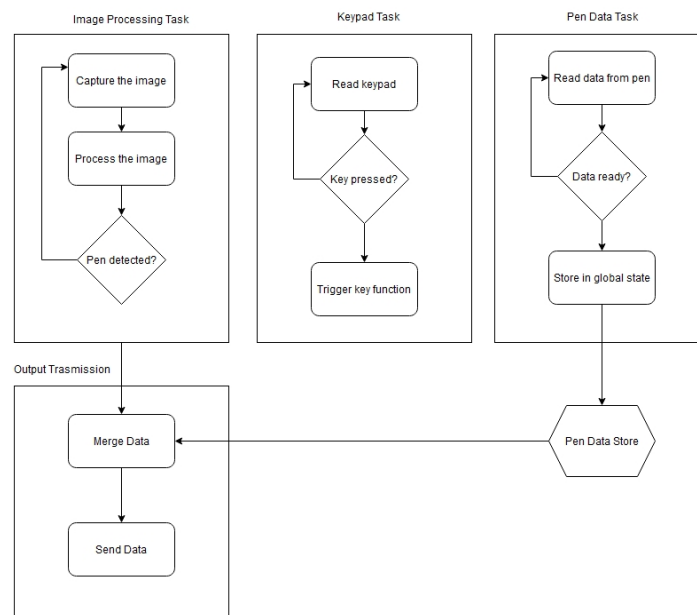 Image Processing Task
Capture the image
Process the image
Pen detected?
Keypad Task
Read keypad
Key pressed?
Trigger key function
Pen Data Task
Read data from pen
Data ready?
Store in global state
Output Trasmission
Merge Data
Send Data
Pen Data Store